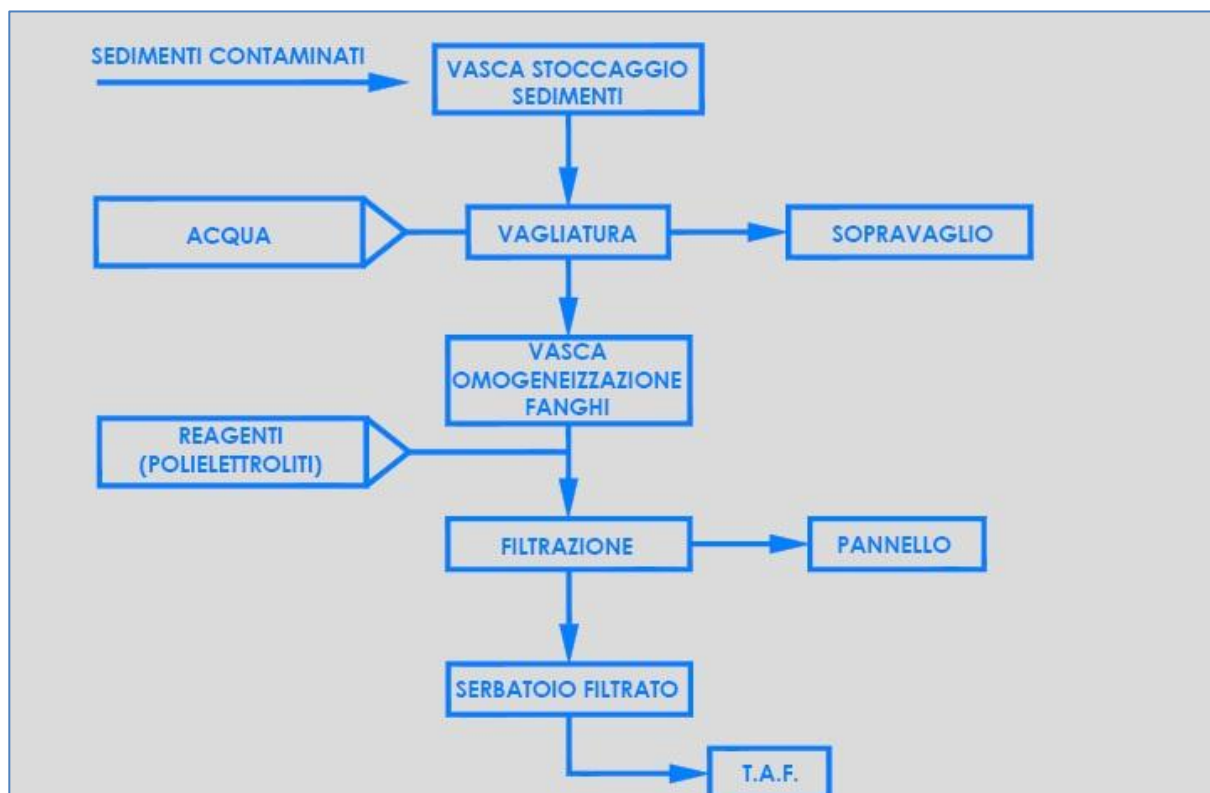 SEDIMENTI CONTAMINATI
VASCA STOCCAGGIO
SEDIMENTI
ACQUA
VAGLIATURA
SOPRAVAGLIO
VASCA
OMOGENEIZZAZIONE
FANGHI
REAGENTI
(POLIELETTROLITI)
FILTRAZIONE
PANNELLO
SERBATOIO FILTRATO
T.A.F.